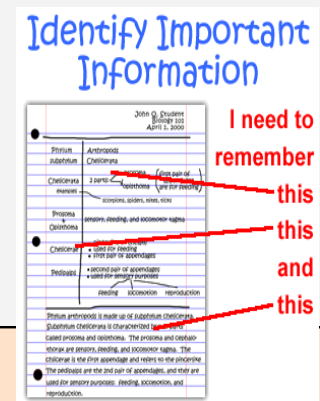 Identify Important
Information
John Q. Student
Biology 101
April 1, 2000
Phylum Arthropods
subphylum Chelicerata
Chelicerata 2 parts prosoma (first pair of
opisthoma are for feeding)
examples
scorpions, spiders, mites, ticks
Prosoma
+
Opisthoma
sensory, feeding, and locomotor tagma
Chelicerae
• used for feeding
• first pair of appendages
Pedipalps
• second pair of appendages
• used for sensory purposes
feeding locomotion reproduction
Phylum arthropods is made up of subphylum chelicerata.
Subphylum chelicerata is characterized by
called prosoma and opisthoma. The prosoma and cephalo-
thorax are sensory, feeding, and locomotor tagma. The
chelicerae is the first appendage and refers to the pincerlike
The pedipalps are the 2nd pair of appendages, and they are
used for sensory purposes: feeding, locomotion, and
reproduction.
I need to
remember
this
this
and
this